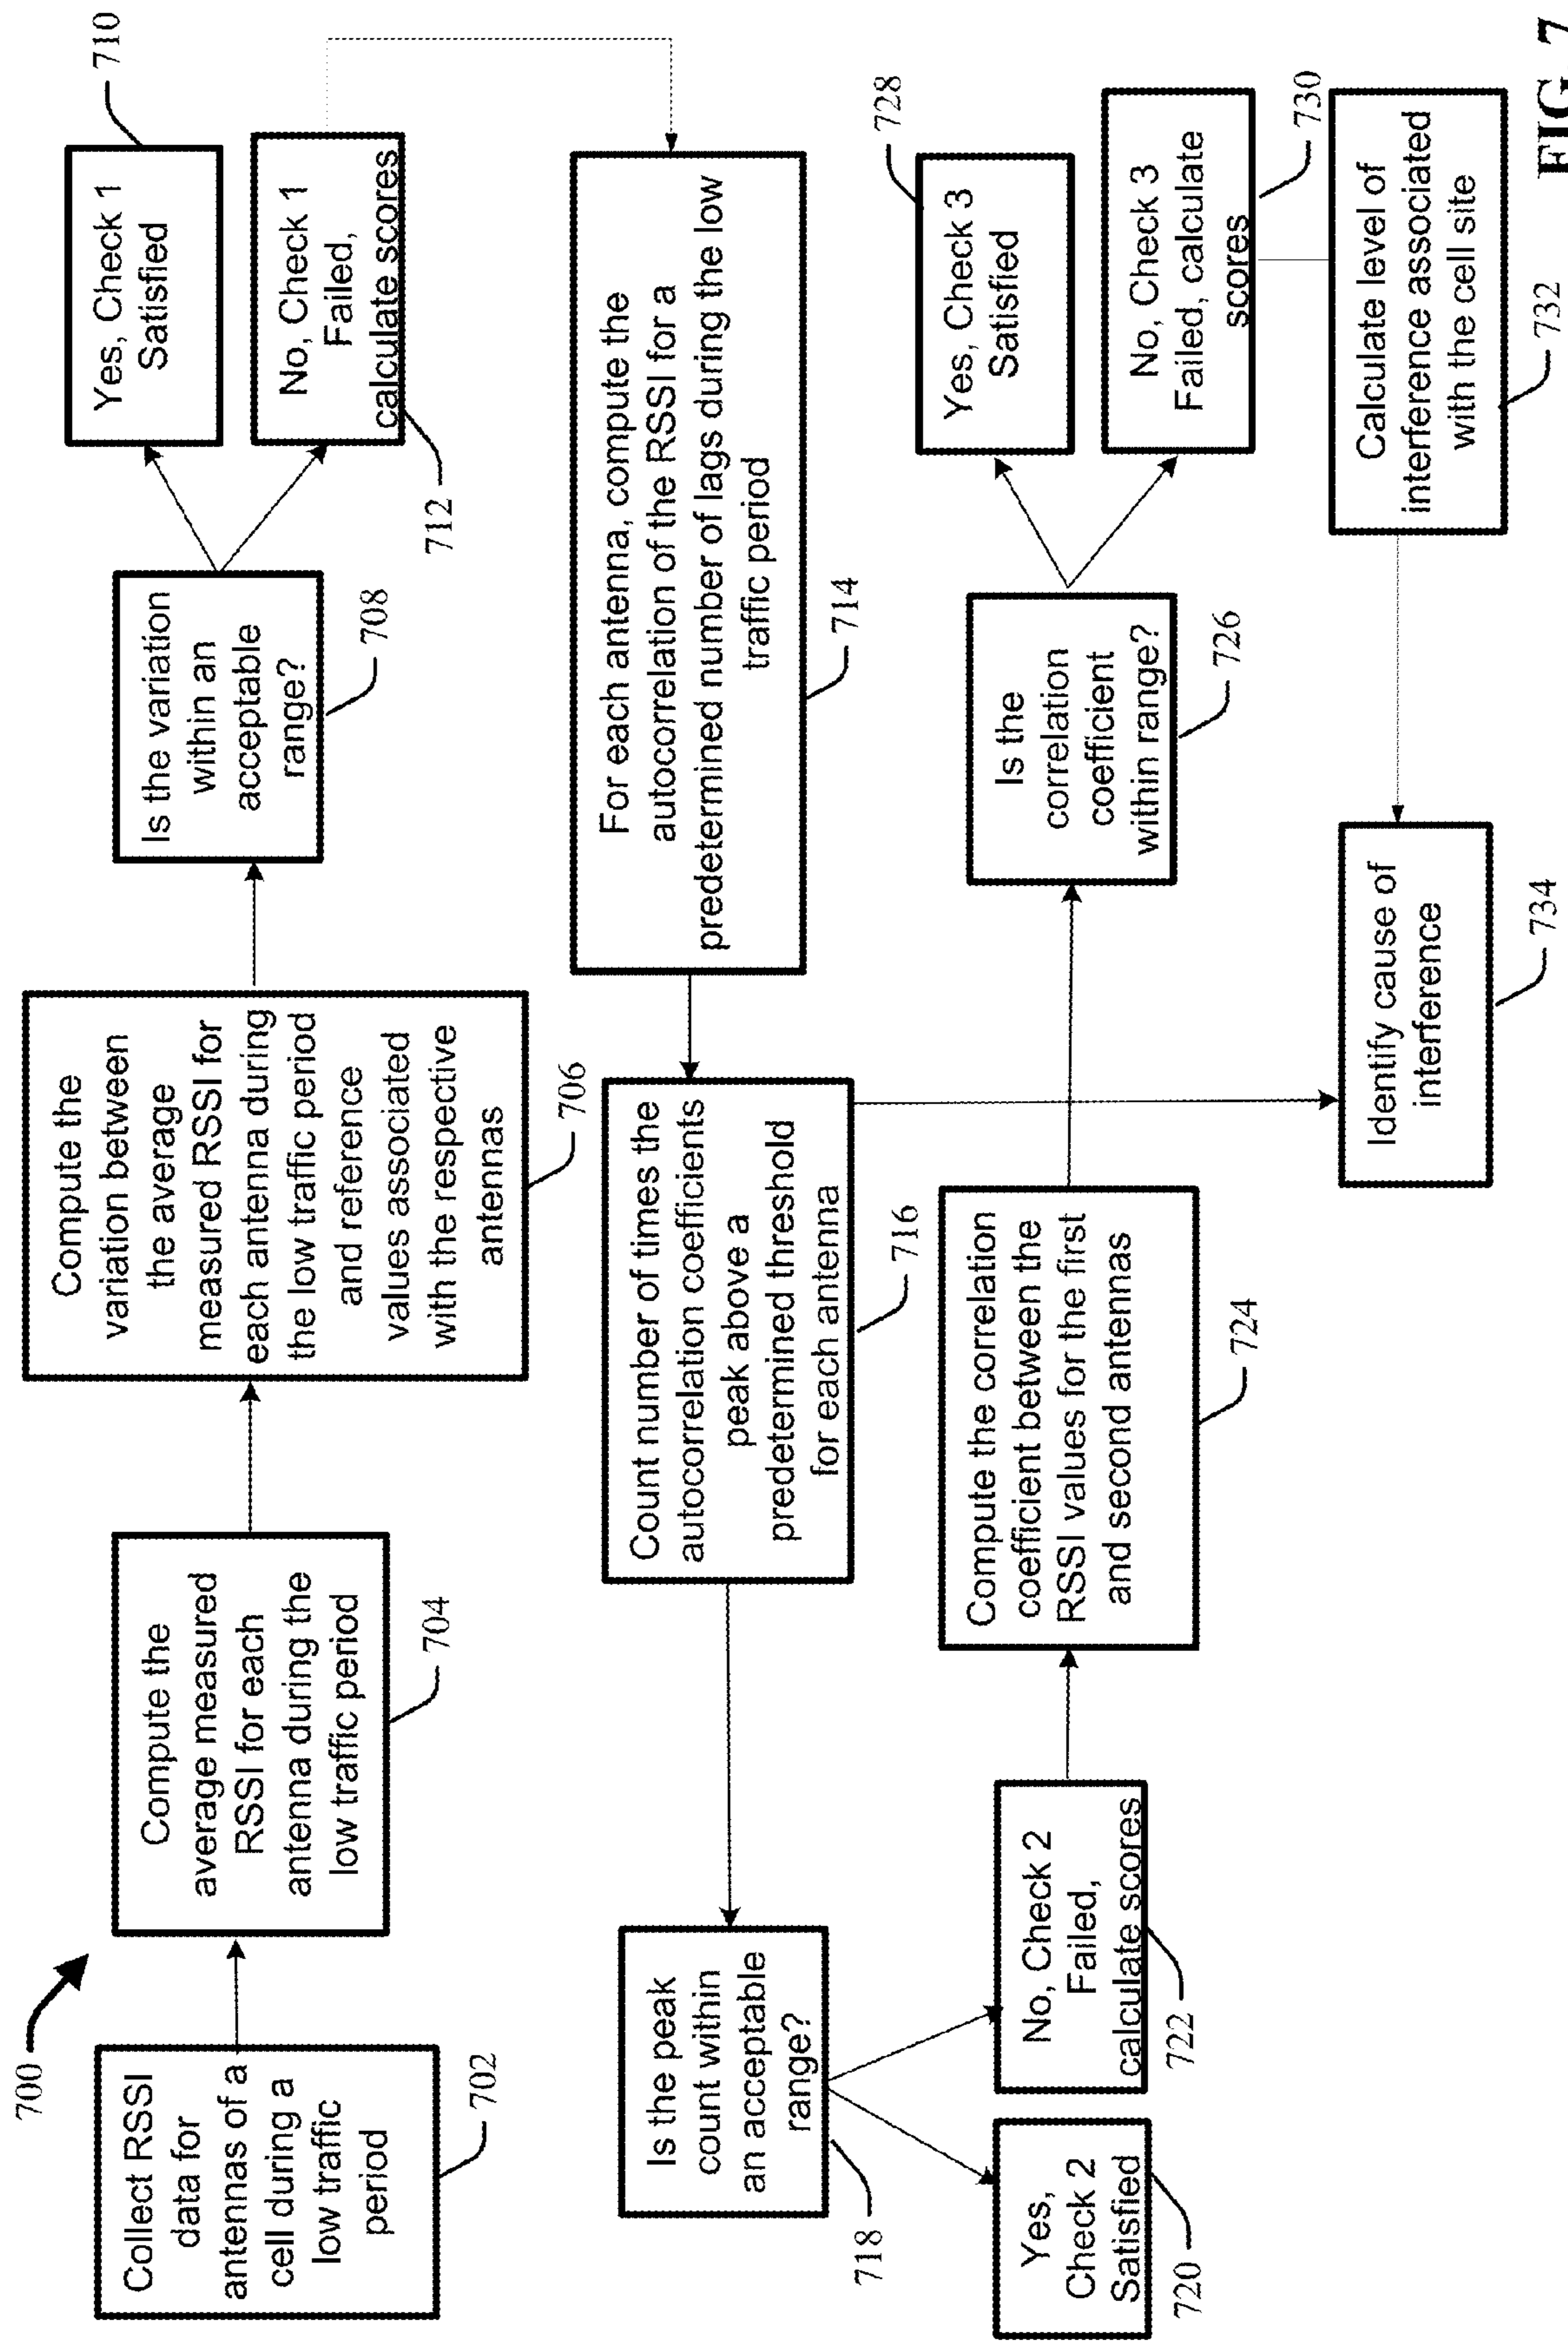 700
Collect RSSI
data for
antennas of a
cell during a
low traffic
period
702
Compute the
average measured
RSSI for each
antenna during the
low traffic period
704
Compute the
variation between
the average
measured RSSI for
each antenna during
the low traffic period
and reference
values associated
with the respective
antennas
706
Is the variation
within an
acceptable
range?
708
Yes, Check 1
Satisfied
710
No, Check 1
Failed,
calculate scores
712
For each antenna, compute the
autocorrelation of the RSSI for a
predetermined number of lags during the low
traffic period
714
Count number of times the
autocorrelation coefficients
peak above a
predetermined threshold
for each antenna
716
Is the peak
count within
an acceptable
range?
718
Yes,
Check 2
Satisfied
720
No, Check 2
Failed,
calculate scores
722
Compute the correlation
coefficient between the
RSSI values for the first
and second antennas
724
Is the
correlation
coefficient
within range?
726
Yes, Check 3
Satisfied
728
No, Check 3
Failed, calculate
scores
730
Calculate level of
interference associated
with the cell site
732
Identify cause of
interference
734
FIG. 7